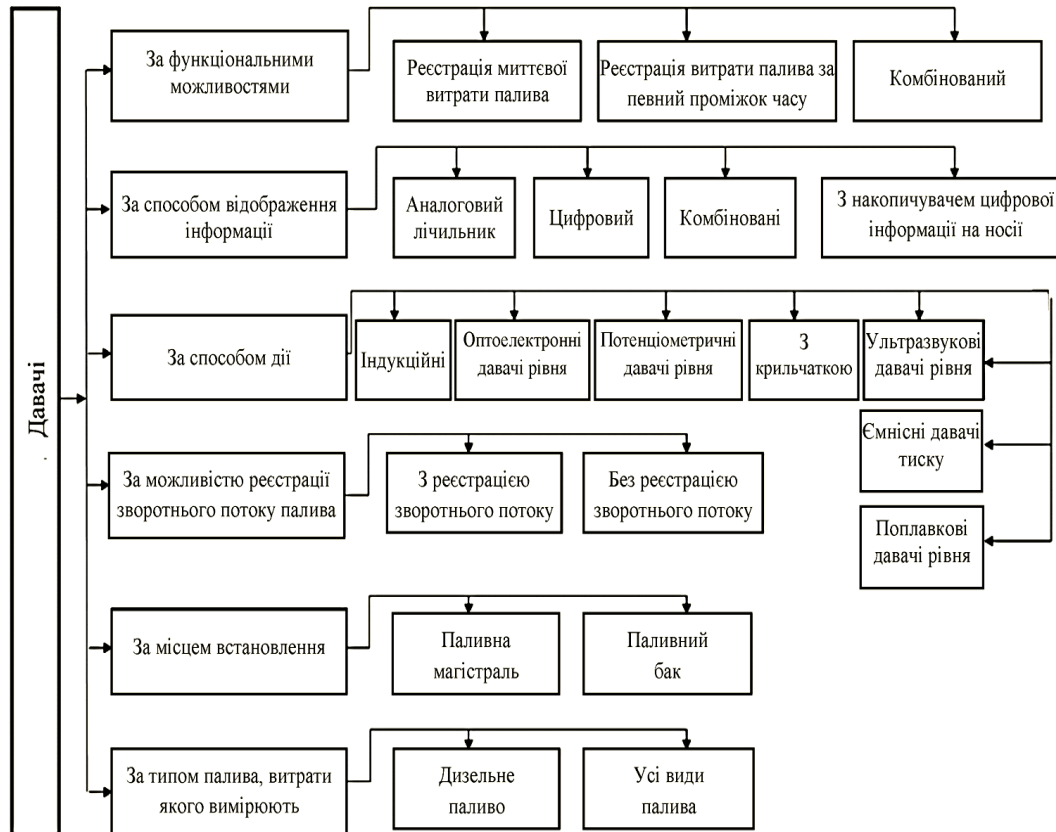 Давачі
За функціональними
можливостями
Реєстрація миттєвої
витрати палива
Реєстрація витрати палива за
певний проміжок часу
Комбінований
За способом відображення
інформації
Аналоговий
лічильник
Цифровий
Комбіновані
З накопичувачем цифрової
інформації на носії
За способом дії
Індукційні
Оптоелектронні
давачі рівня
Потенціометричні
давачі рівня
З
крильчаткою
Ультразвукові
давачі рівня
Ємнісні давачі
тиску
Поплавкові
давачі рівня
За можливістю реєстрації
зворотнього потоку палива
З реєстрацією
зворотнього потоку
Без реєстрацією
зворотнього потоку
За місцем встановлення
Паливна
магістраль
Паливний
бак
За типом палива, витрати
якого вимірюють
Дизельне
паливо
Усі види
палива